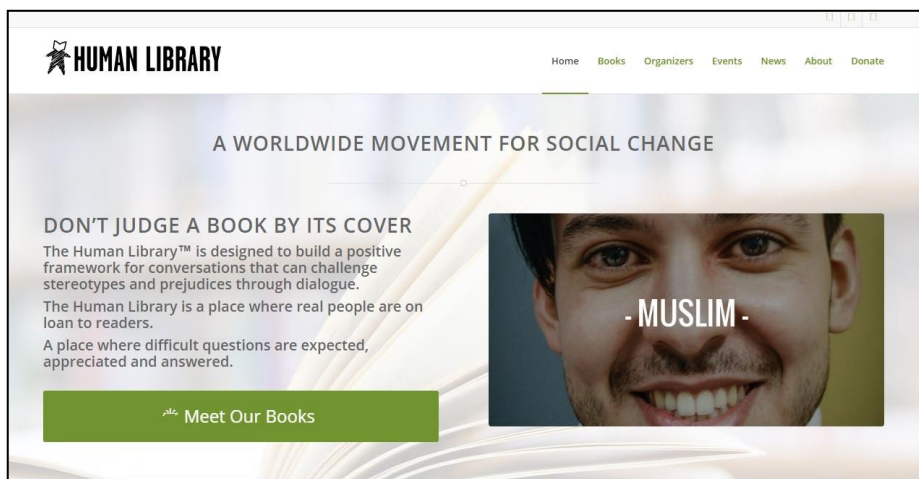 HUMAN LIBRARY
Home Books Organizers Events News About Donate
A WORLDWIDE MOVEMENT FOR SOCIAL CHANGE
DON'T JUDGE A BOOK BY ITS COVER
The Human Library™ is designed to build a positive
framework for conversations that can challenge
stereotypes and prejudices through dialogue.
The Human Library is a place where real people are on
loan to readers.
A place where difficult questions are expected,
appreciated and answered.
Meet Our Books
- MUSLIM -